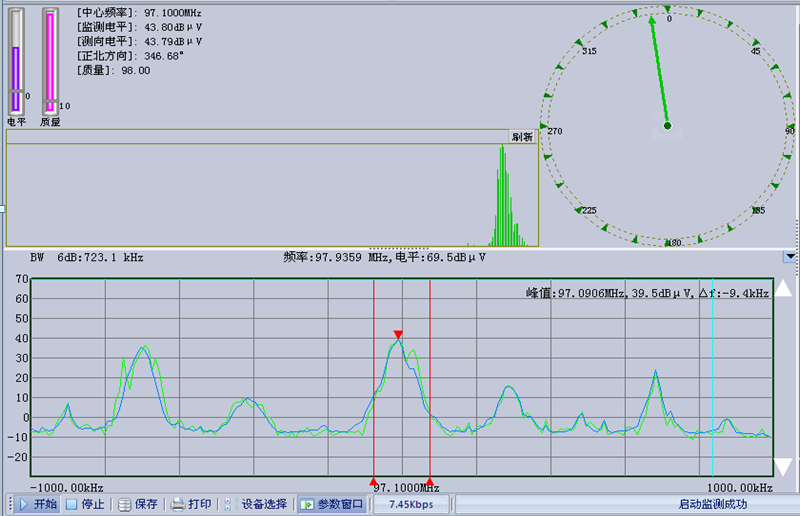 [中心频率]: 97.1000MHz
[监测电平]: 43.80dBμV
[测向电平]: 43.79dBμV
[正北方向]: 346.68°
[质量]: 98.00
0
10
电平
质量
刷新
0
45
90
135
180
225
270
315
BW 6dB:723.1 kHz
频率:97.9359 MHz,电平:69.5dBμV
峰值:97.0906MHz,39.5dBμV,△f:-9.4kHz
70
60
50
40
30
20
10
0
-10
-20
-1000.00kHz 97.1000MHz 1000.00kHz
开始 停止 保存 打印 设备选择 参数窗口 7.45Kbps 启动监测成功